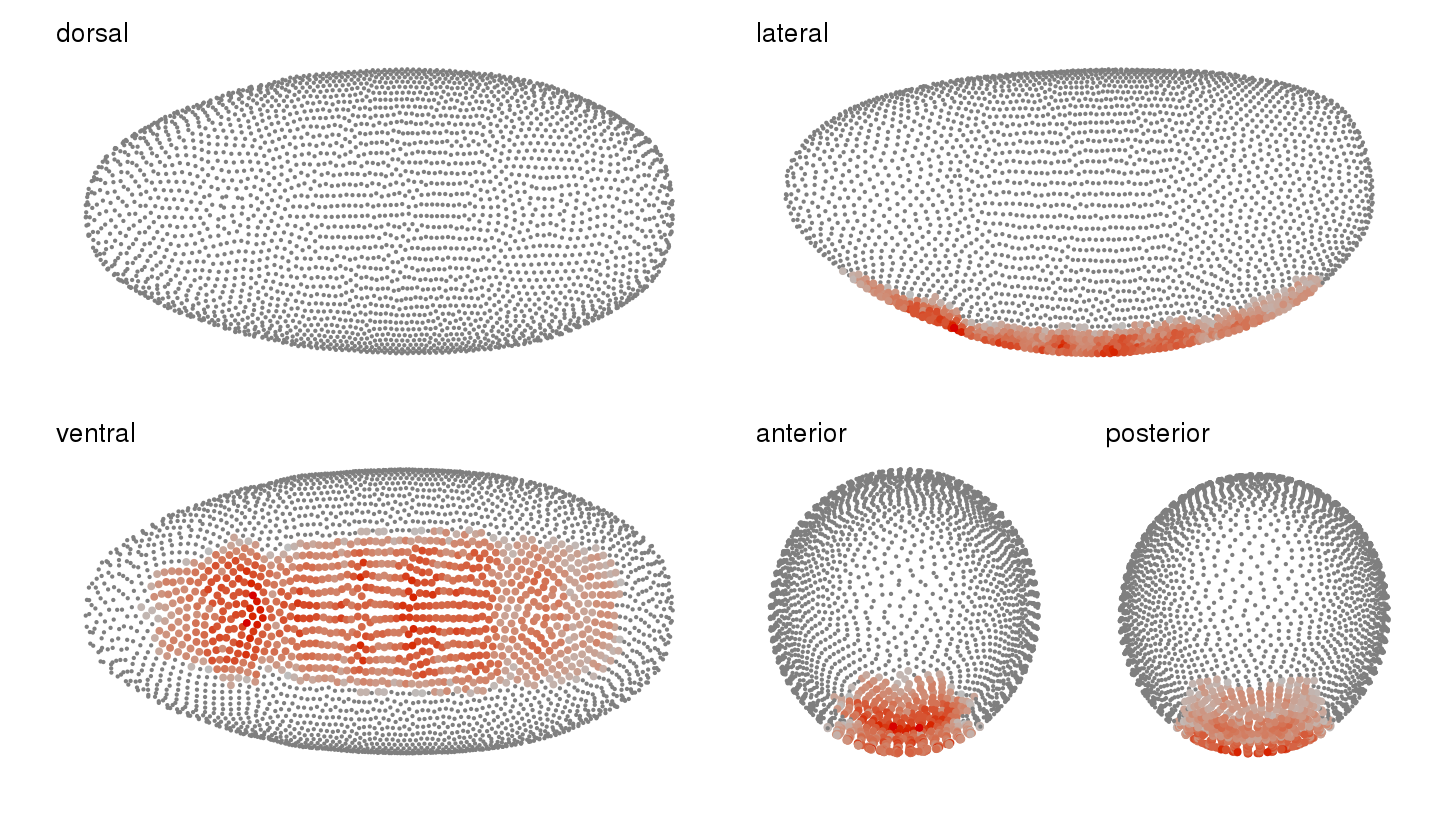 dorsal
lateral
ventral
anterior
posterior